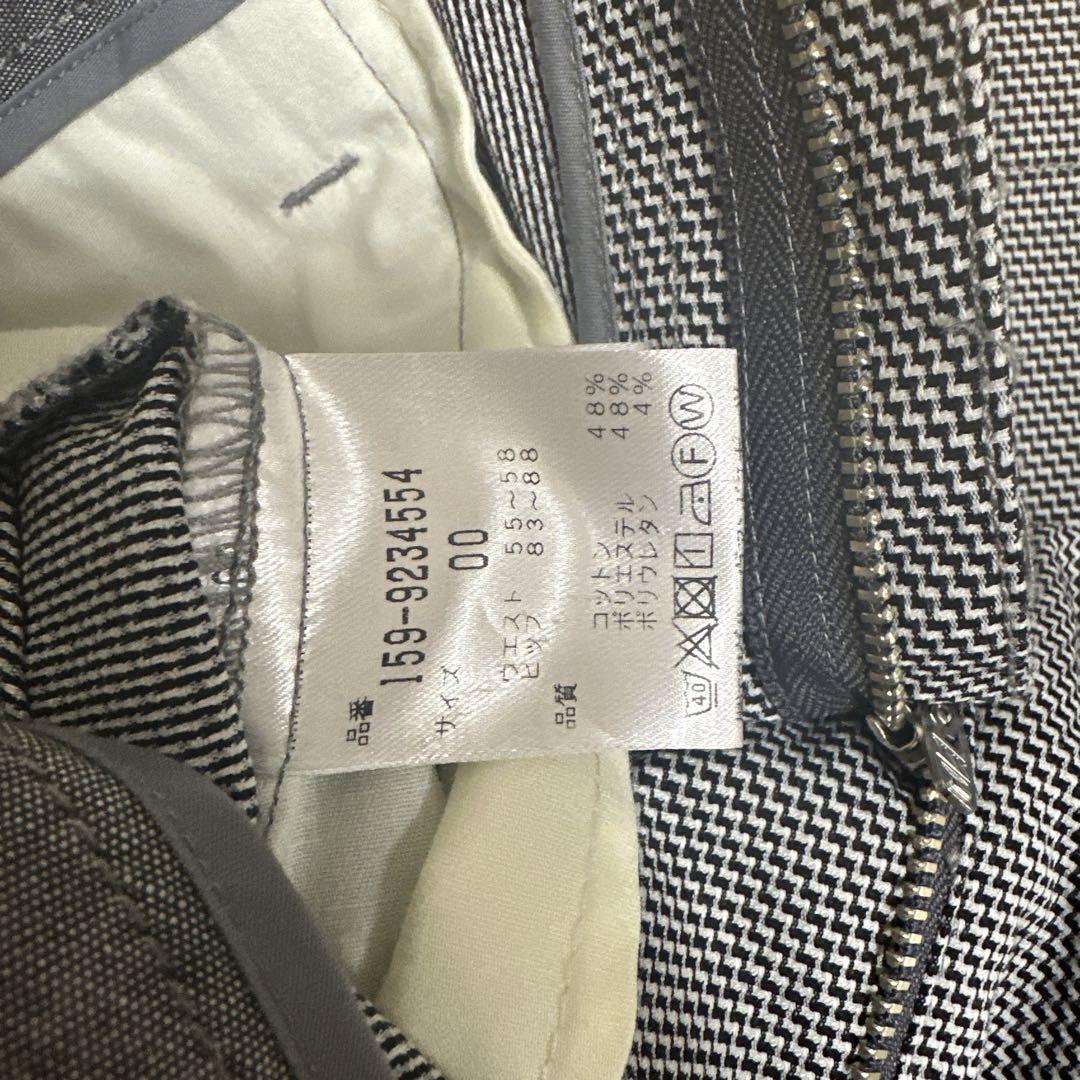 品番
159-9234554
サイズ
00
ウエスト 55~58
ヒップ 83~88
品質
コットン 48%
ポリエステル 48%
ポリウレタン 4%
40 1 F W